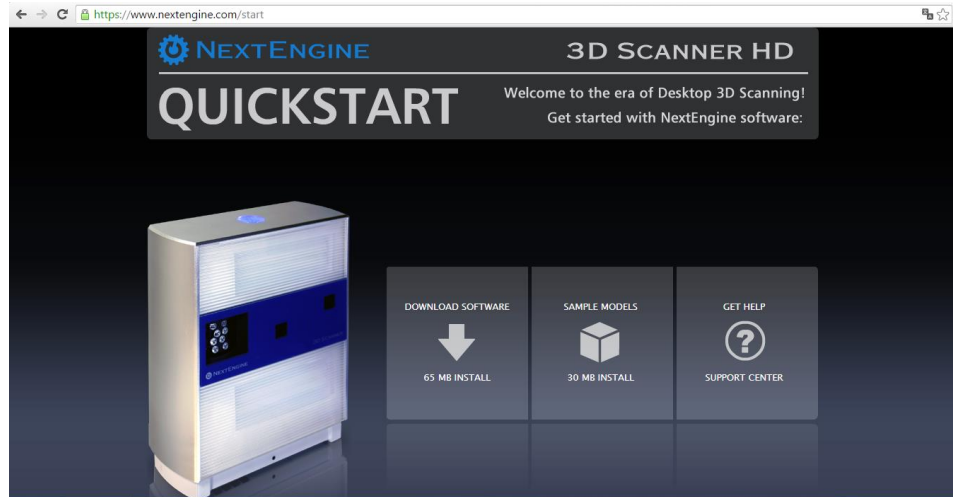 https://www.nextengine.com/start
NEXTENGINE
3D SCANNER HD
QUICKSTART
Welcome to the era of Desktop 3D Scanning!
Get started with NextEngine software:
DOWNLOAD SOFTWARE
65 MB INSTALL
SAMPLE MODELS
30 MB INSTALL
GET HELP
?
SUPPORT CENTER
NEXTENGINE